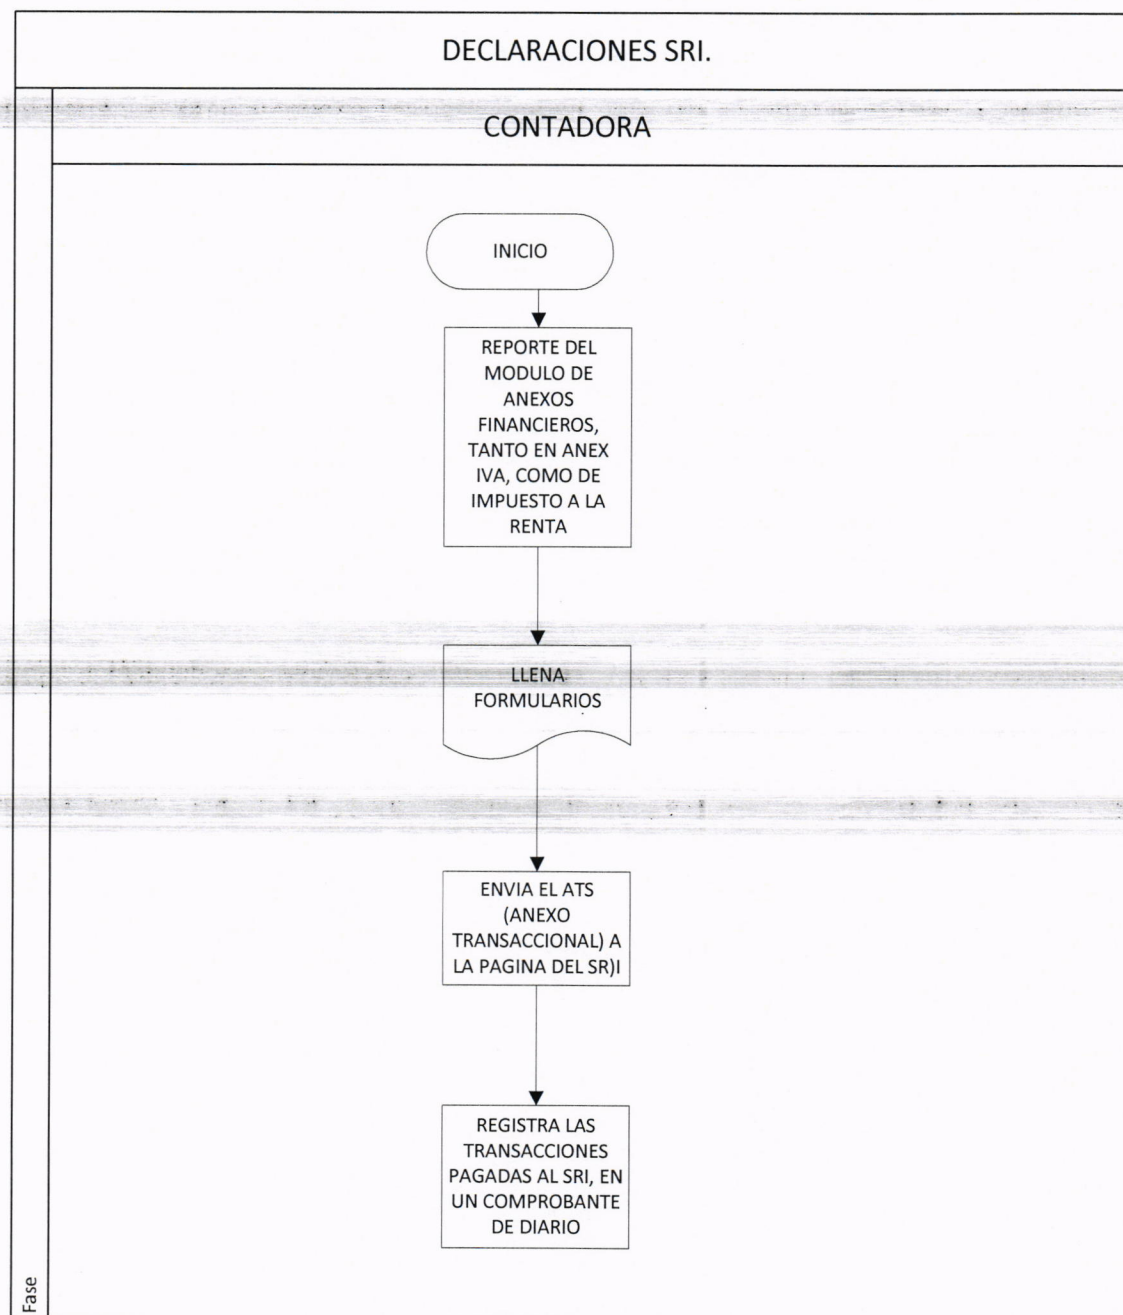 DECLARACIONES SRI.
CONTADORA
INICIO
REPORTE DEL
MODULO DE
ANEXOS
FINANCIEROS,
TANTO EN ANEX
IVA, COMO DE
IMPUESTO A LA
RENTA
LLENA
FORMULARIOS
ENVIA EL ATS
(ANEXO
TRANSACCIONAL) A
LA PAGINA DEL SR)I
REGISTRA LAS
TRANSACCIONES
PAGADAS AL SRI, EN
UN COMPROBANTE
DE DIARIO
Fase